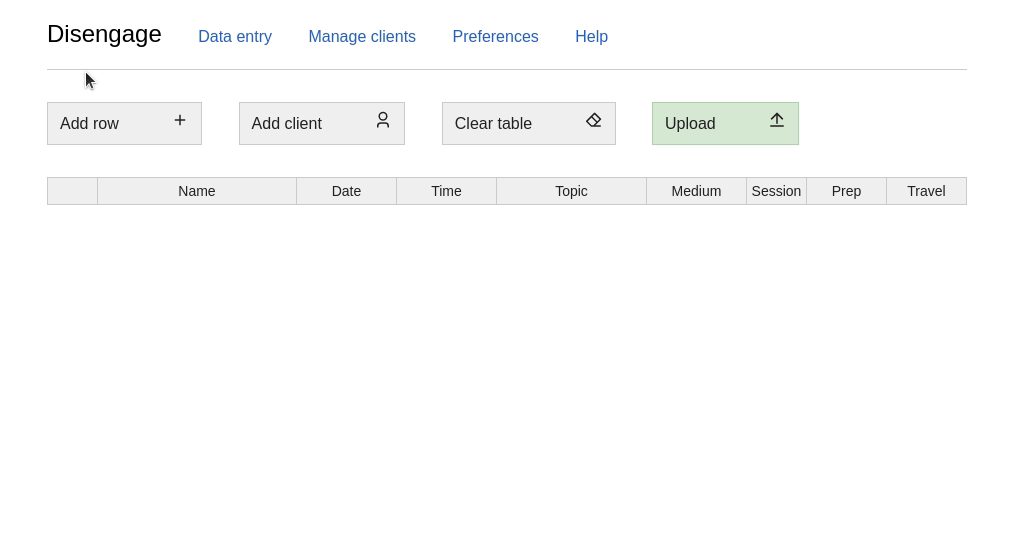 Disengage Data entry Manage clients Preferences Help
Add row Add client Clear table Upload
Name Date Time Topic Medium Session Prep Travel